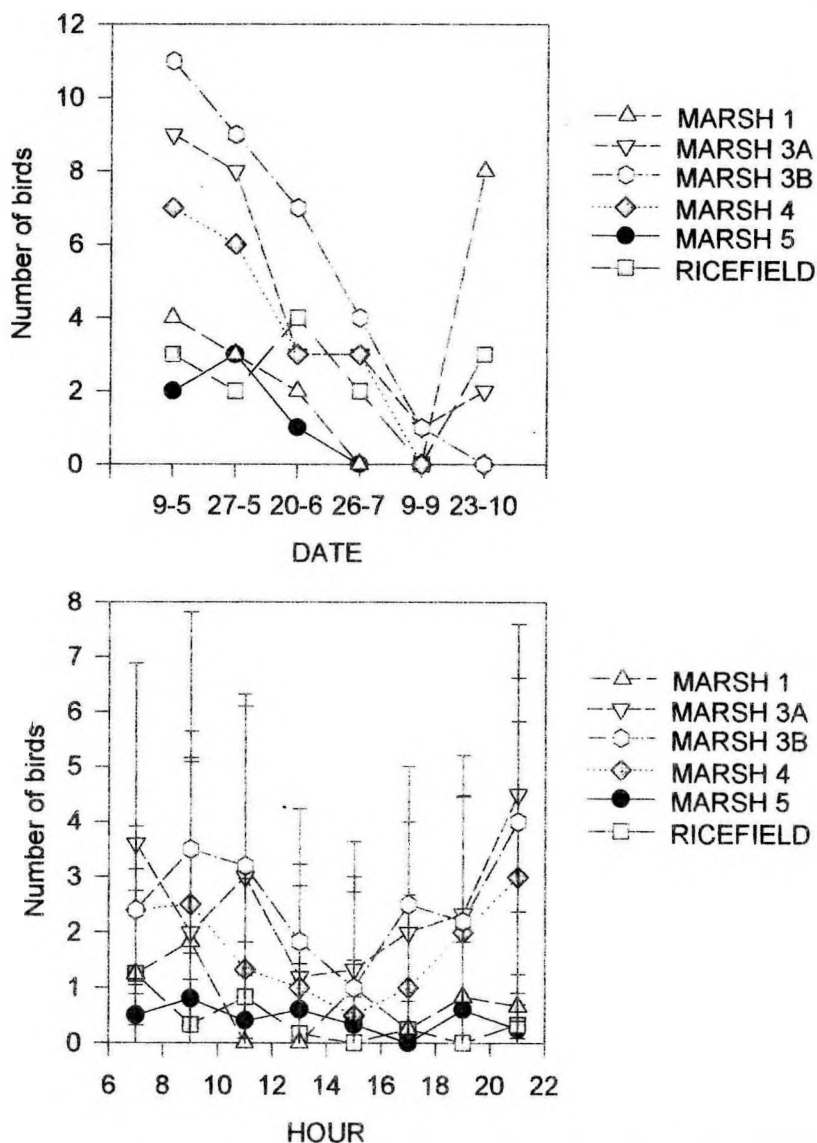 12
10
8
6
4
2
0
Number of birds
9-5 27-5 20-6 26-7 9-9 23-10
DATE
MARSH 1
MARSH 3A
MARSH 3B
MARSH 4
MARSH 5
RICEFIELD
8
7
6
5
4
3
2
1
0
Number of birds
6 8 10 12 14 16 18 20 22
HOUR
MARSH 1
MARSH 3A
MARSH 3B
MARSH 4
MARSH 5
RICEFIELD